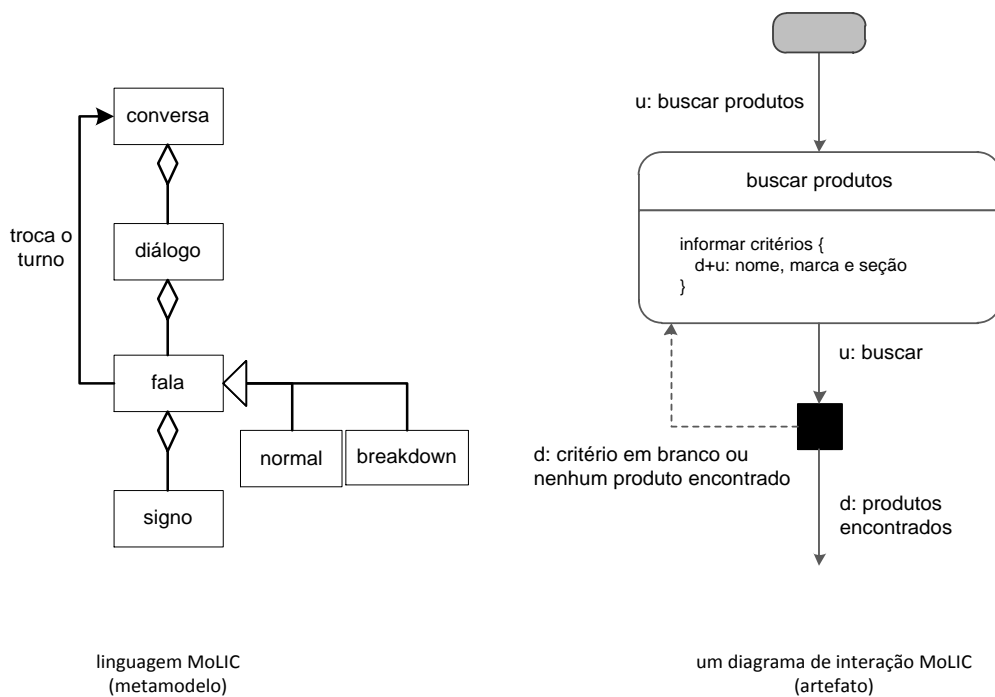 conversa
troca o
turno
diálogo
fala
normal
breakdown
signo
linguagem MoLIC
(metamodelo)
u: buscar produtos
buscar produtos
informar critérios {
d+u: nome, marca e seção
}
u: buscar
d: critério em branco ou
nenhum produto encontrado
d: produtos
encontrados
um diagrama de interação MoLIC
(artefato)